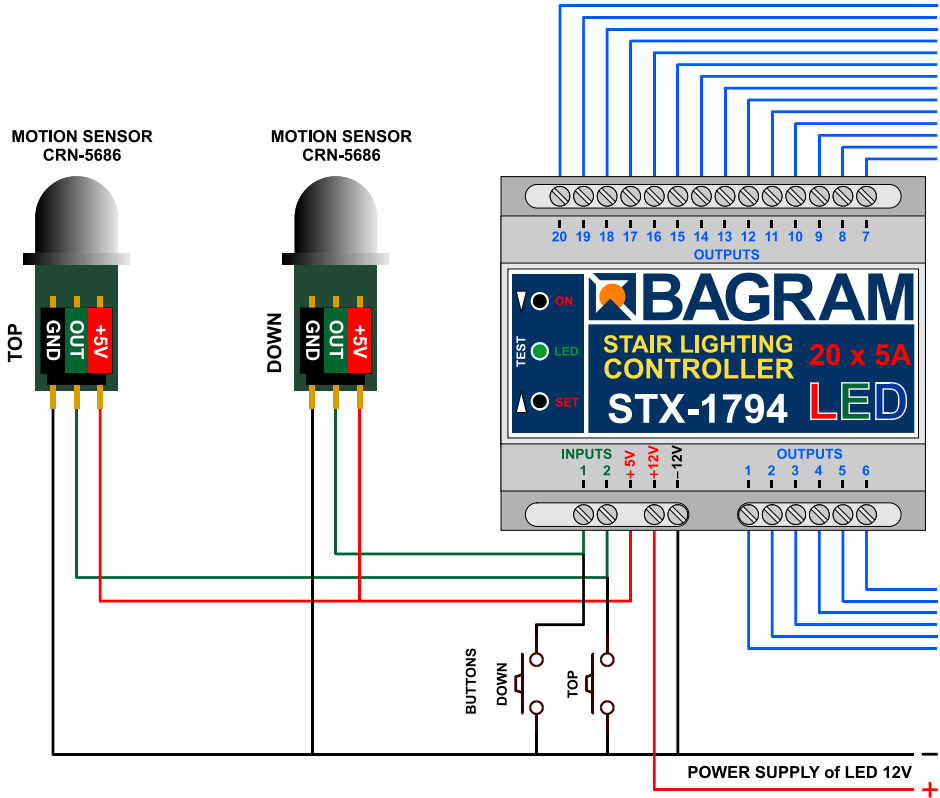 MOTION SENSOR
CRN-5686
MOTION SENSOR
CRN-5686
TOP
GND
OUT
+5V
DOWN
GND
OUT
+5V
20 19 18 17 16 15 14 13 12 11 10 9 8 7
OUTPUTS
TEST
ON
LED
SET
BAGRAM
STAIR LIGHTING
CONTROLLER
20 x 5A
STX-1794
LED
INPUTS
1 2
+5V
+12V
–12V
OUTPUTS
1 2 3 4 5 6
BUTTONS
DOWN
TOP
POWER SUPPLY of LED 12V
–
+